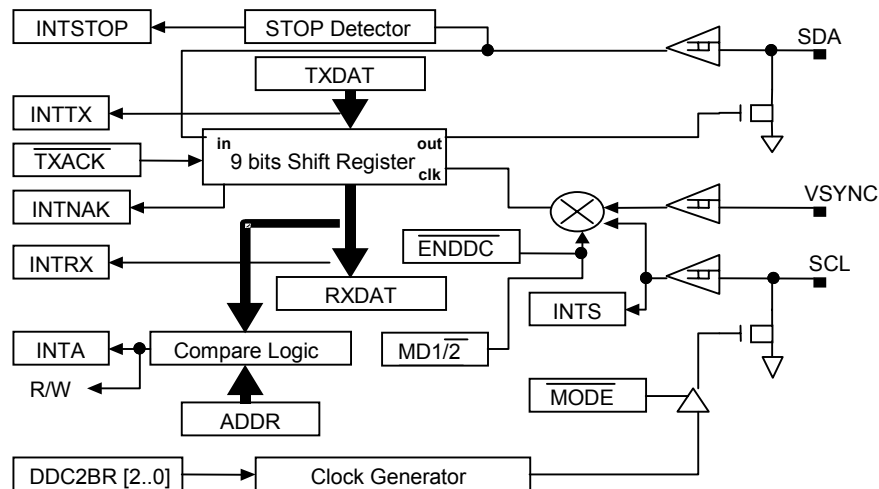 INTSTOP
STOP Detector
SDA
TXDAT
INTTX
in
out
TXACK
9 bits Shift Register
clk
INTNAK
VSYNC
ENDDC
INTRX
SCL
RXDAT
INTS
INTA
Compare Logic
MD1/2
R/W
MODE
ADDR
DDC2BR [2..0]
Clock Generator